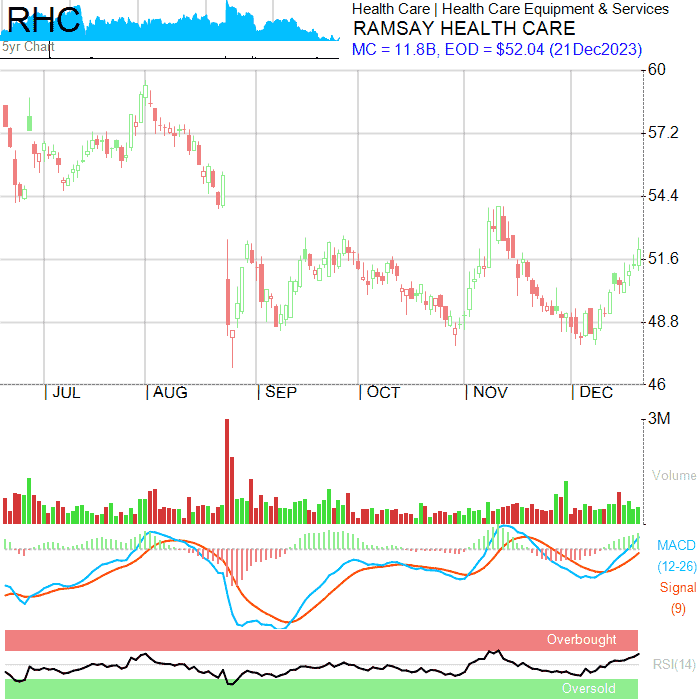 RHC
5yr Chart
Health Care | Health Care Equipment & Services
RAMSAY HEALTH CARE
MC = 11.8B, EOD = $52.04 (21Dec2023)
60
57.2
54.4
51.6
48.8
46
| JUL | AUG | SEP | OCT | NOV | DEC
3M
Volume
MACD
(12-26)
Signal
(9)
Overbought
RSI(14)
Oversold